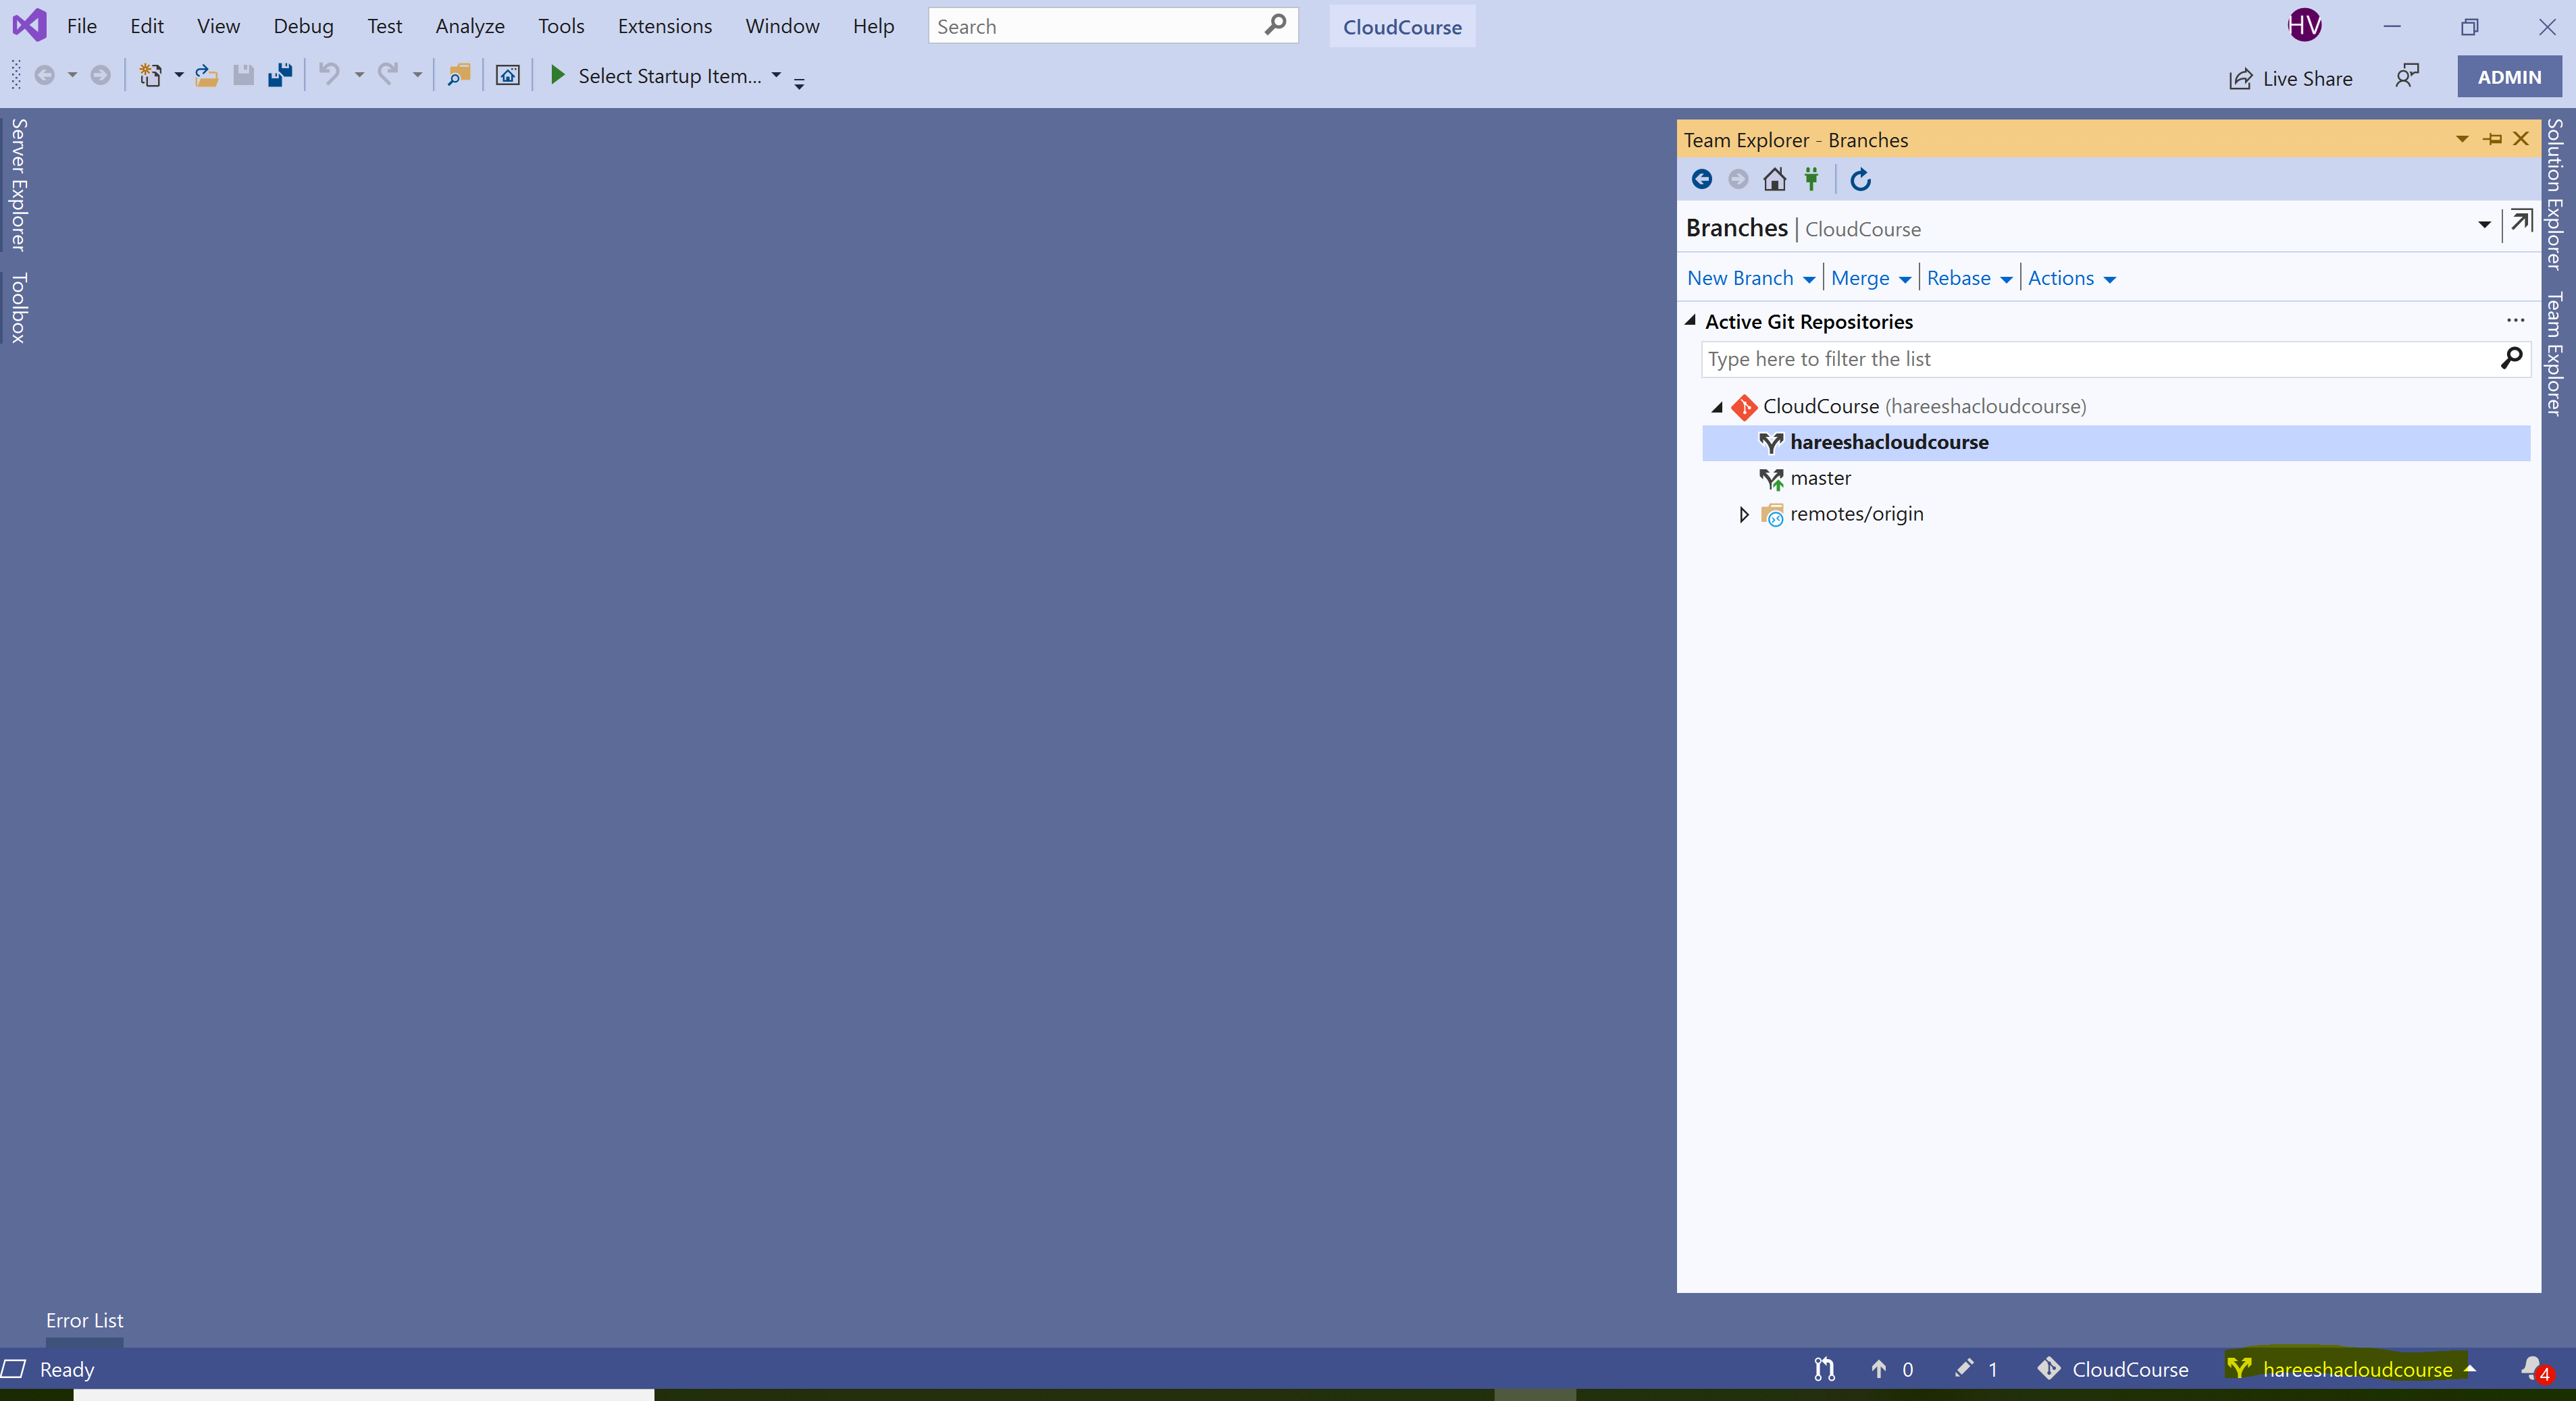 File Edit View Debug Test Analyze Tools Extensions Window Help Search CloudCourse HV
Select Startup Item... Live Share ADMIN
Server Explorer
Toolbox
Team Explorer - Branches
Branches | CloudCourse
New Branch Merge Rebase Actions
Active Git Repositories ...
Type here to filter the list
CloudCourse (hareeshacloudcourse)
hareeshacloudcourse
master
remotes/origin
Solution Explorer
Team Explorer
Error List
Ready 0 1 CloudCourse hareeshacloudcourse 4